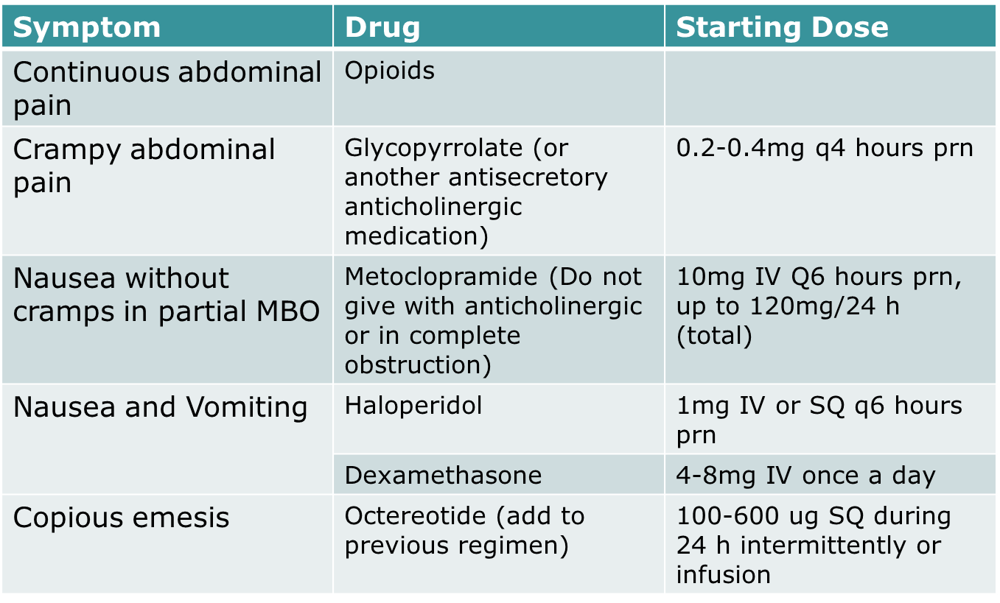 Symptom
Drug
Starting Dose
Continuous abdominal
pain
Opioids
Crampy abdominal
pain
Glycopyrrolate (or
another antisecretory
anticholinergic
medication)
0.2-0.4mg q4 hours prn
Nausea without
cramps in partial MBO
Metoclopramide (Do not
give with anticholinergic
or in complete
obstruction)
10mg IV Q6 hours prn,
up to 120mg/24 h
(total)
Nausea and Vomiting
Haloperidol
1mg IV or SQ q6 hours
prn
Dexamethasone
4-8mg IV once a day
Copious emesis
Octereotide (add to
previous regimen)
100-600 ug SQ during
24 h intermittently or
infusion